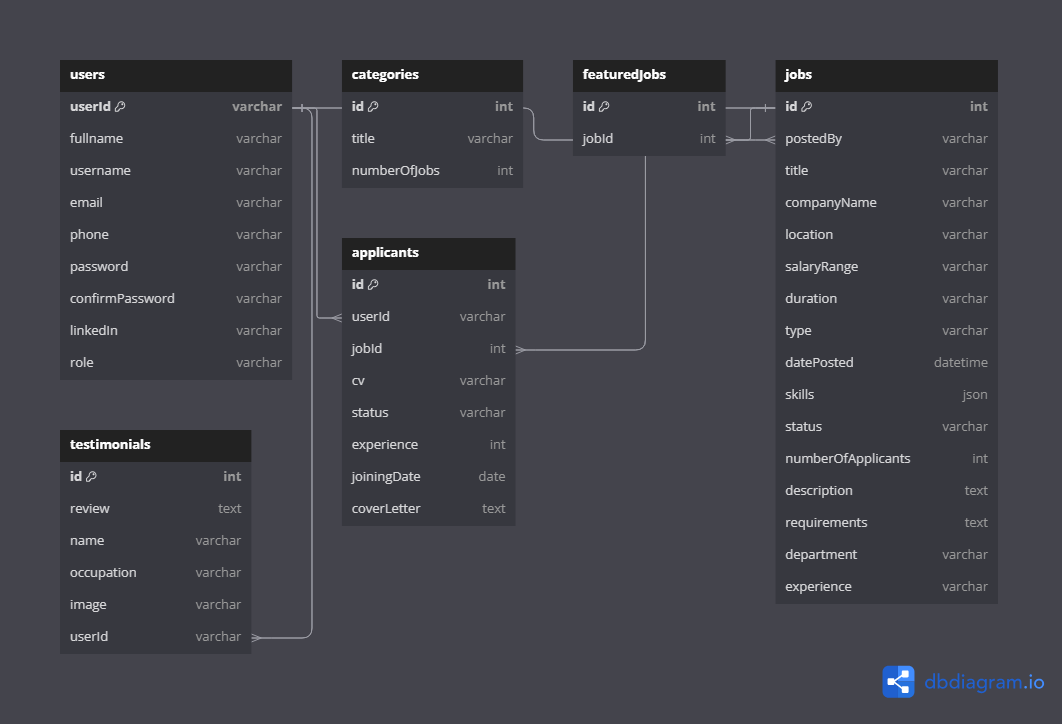 users
userId varchar
fullname varchar
username varchar
email varchar
phone varchar
password varchar
confirmPassword varchar
linkedIn varchar
role varchar
categories
id int
title varchar
numberOfJobs int
featuredJobs
id int
jobId int
jobs
id int
postedBy varchar
title varchar
companyName varchar
location varchar
salaryRange varchar
duration varchar
type varchar
datePosted datetime
skills json
status varchar
numberOfApplicants int
description text
requirements text
department varchar
experience varchar
applicants
id int
userId varchar
jobId int
cv varchar
status varchar
experience int
joiningDate date
coverLetter text
testimonials
id int
review text
name varchar
occupation varchar
image varchar
userId varchar
dbdiagram.io